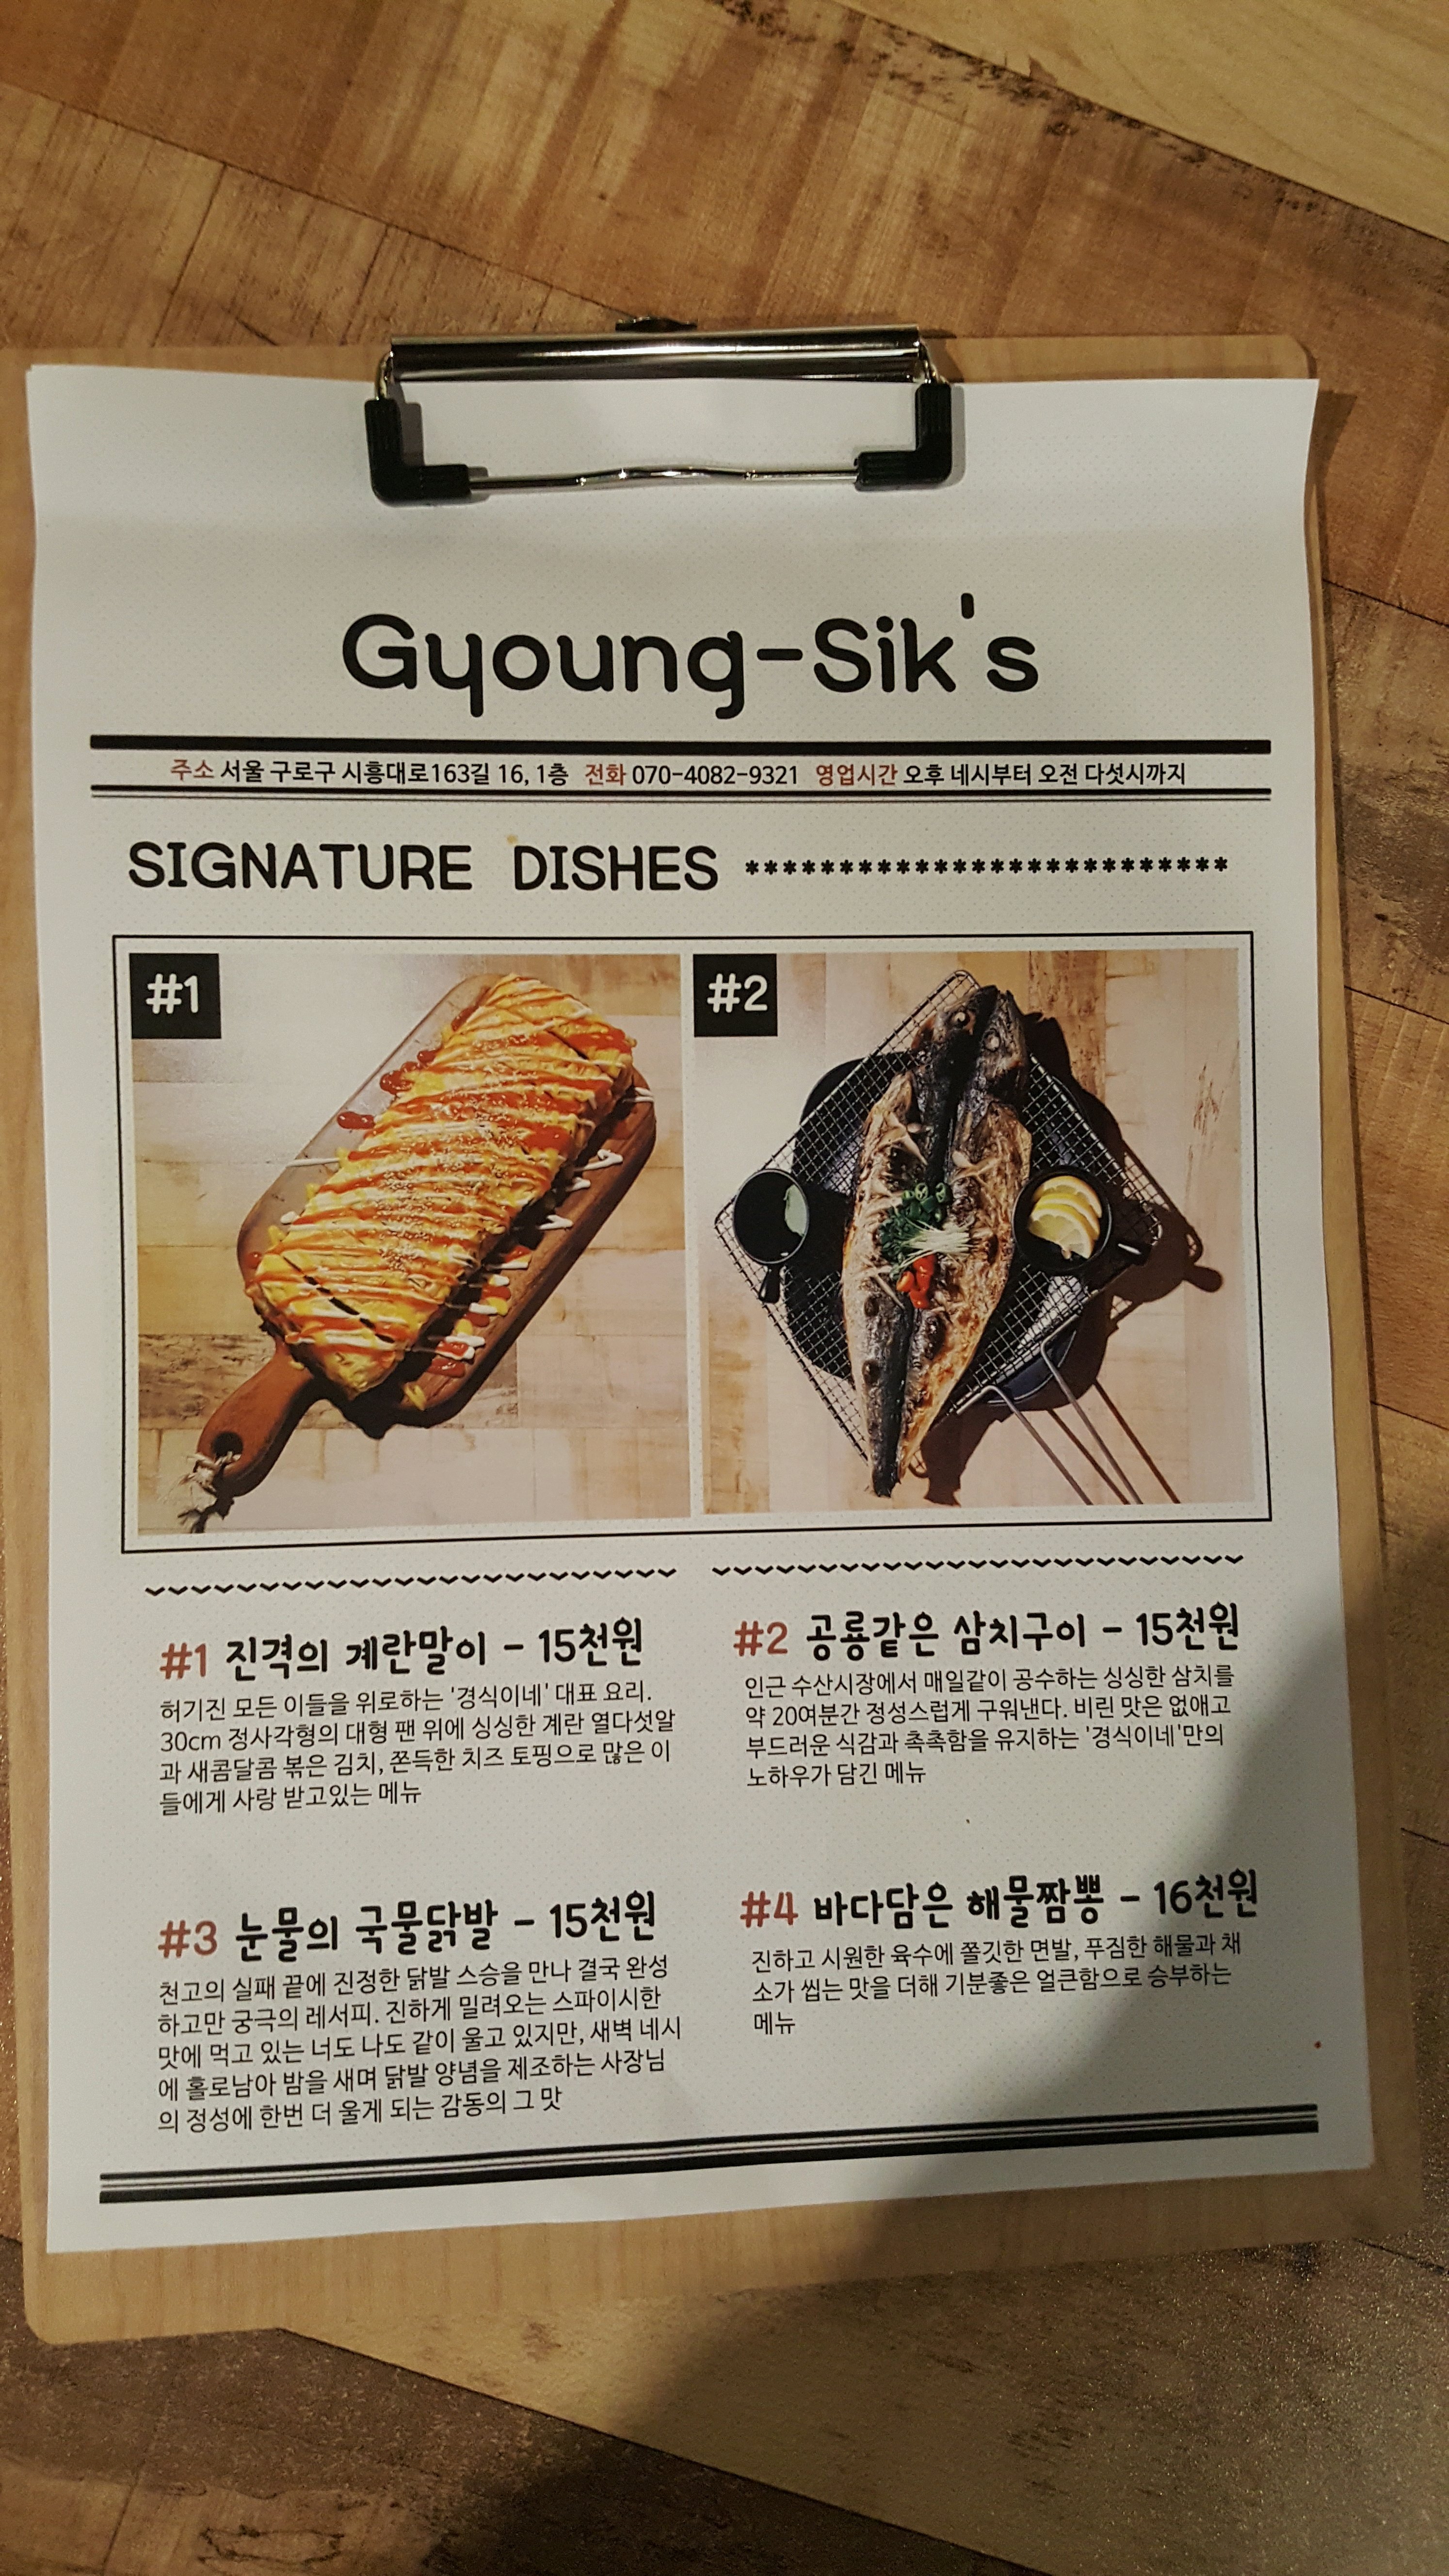 Gyoung-Sik's
주소 서울 구로구 시흥대로163길 16, 1층 전화 070-4082-9321 영업시간 오후 네시부터 오전 다섯시까지
SIGNATURE DISHES **************************
#1
#2
#1 진격의 계란말이 - 15천원
허기진 모든 이들을 위로하는 '경식이네' 대표 요리.
30cm 정사각형의 대형 팬 위에 싱싱한 계란 열다섯알
과 새콤달콤 볶은 김치, 쫀득한 치즈 토핑으로 많은 이
들에게 사랑 받고있는 메뉴
#2 공룡같은 삼치구이 - 15천원
인근 수산시장에서 매일같이 공수하는 싱싱한 삼치를
약 20여분간 정성스럽게 구워낸다. 비린 맛은 없애고
부드러운 식감과 촉촉함을 유지하는 '경식이네'만의
노하우가 담긴 메뉴
#3 눈물의 국물닭발 - 15천원
천고의 실패 끝에 진정한 닭발 스승을 만나 결국 완성
하고만 궁극의 레서피. 진하게 밀려오는 스파이시한
맛에 먹고 있는 너도 나도 같이 울고 있지만, 새벽 네시
에 홀로남아 밤을 새며 닭발 양념을 제조하는 사장님
의 정성에 한번 더 울게 되는 감동의 그 맛
#4 바다담은 해물짬뽕 - 16천원
진하고 시원한 육수에 쫄깃한 면발, 푸짐한 해물과 채
소가 씹는 맛을 더해 기분좋은 얼큰함으로 승부하는
메뉴